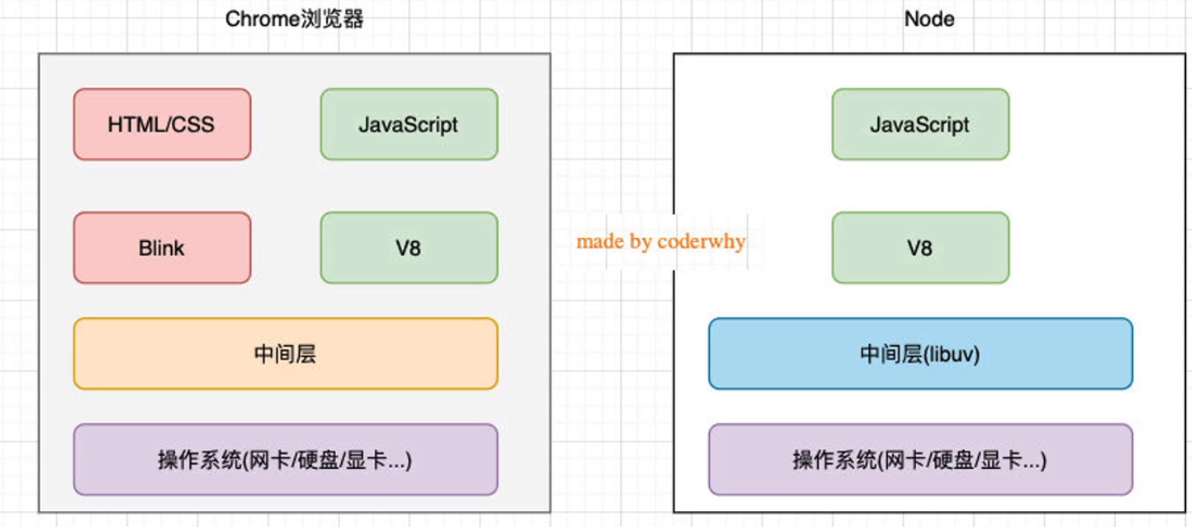 Chrome浏览器
HTML/CSS
JavaScript
Blink
V8
中间层
操作系统(网卡/硬盘/显卡...)
made by coderwhy
Node
JavaScript
V8
中间层(libuv)
操作系统(网卡/硬盘/显卡...)